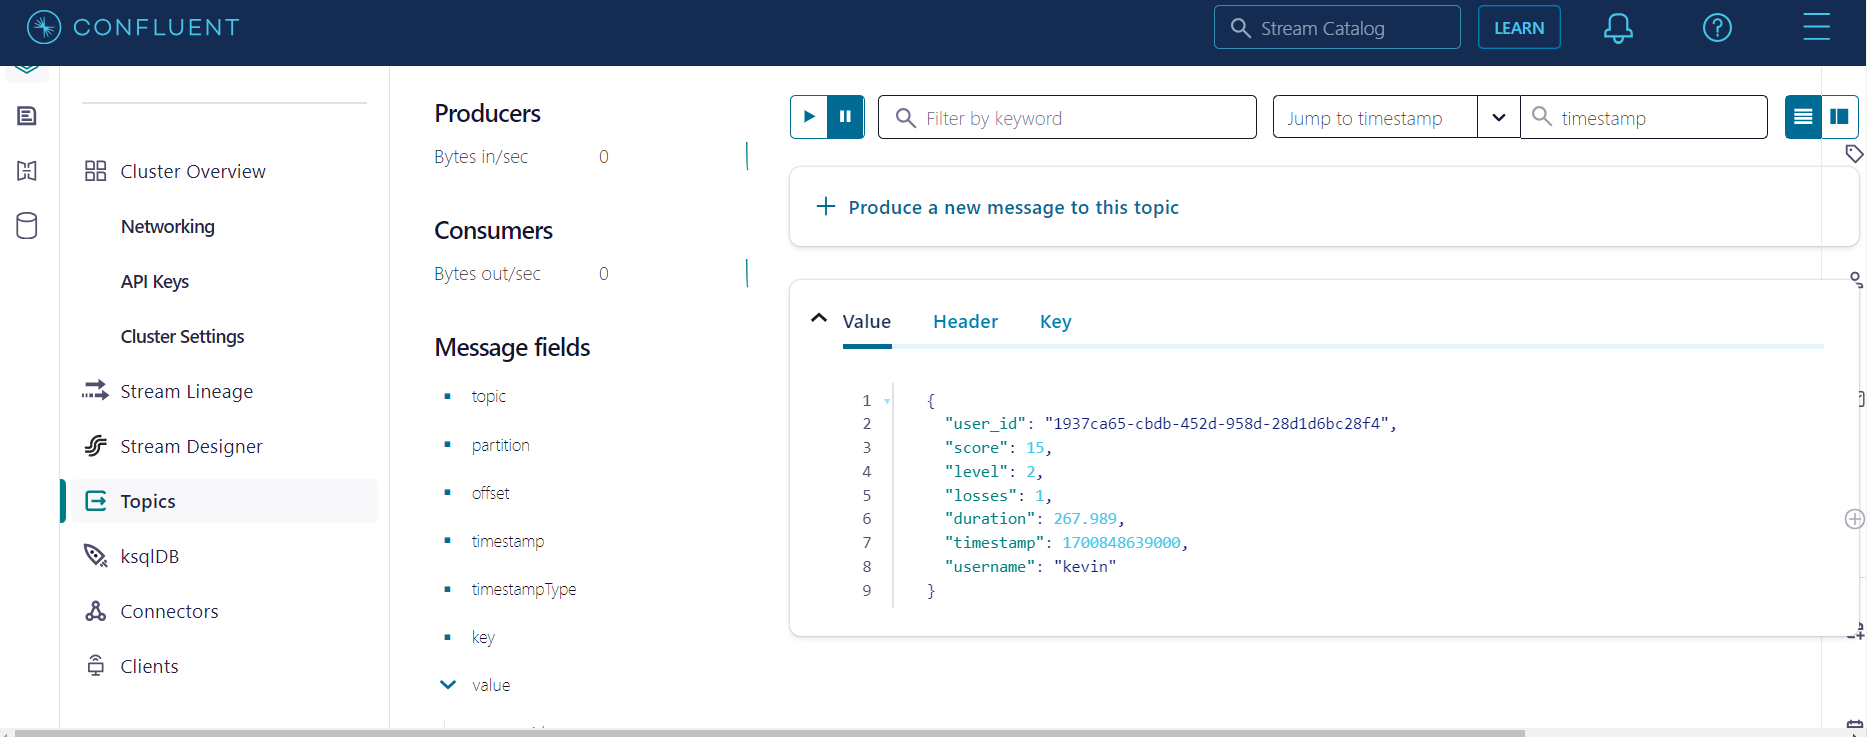 CONFLUENT
Stream Catalog
LEARN
Cluster Overview
Networking
API Keys
Cluster Settings
Stream Lineage
Stream Designer
Topics
ksqlDB
Connectors
Clients
Producers
Bytes in/sec 0
Consumers
Bytes out/sec 0
Message fields
topic
partition
offset
timestamp
timestampType
key
value
Filter by keyword
Jump to timestamp
timestamp
Produce a new message to this topic
Value Header Key
1 {
2 "user_id": "1937ca65-cbdb-452d-958d-28d1d6bc28f4",
3 "score": 15,
4 "level": 2,
5 "losses": 1,
6 "duration": 267.989,
7 "timestamp": 1700848639000,
8 "username": "kevin"
9 }